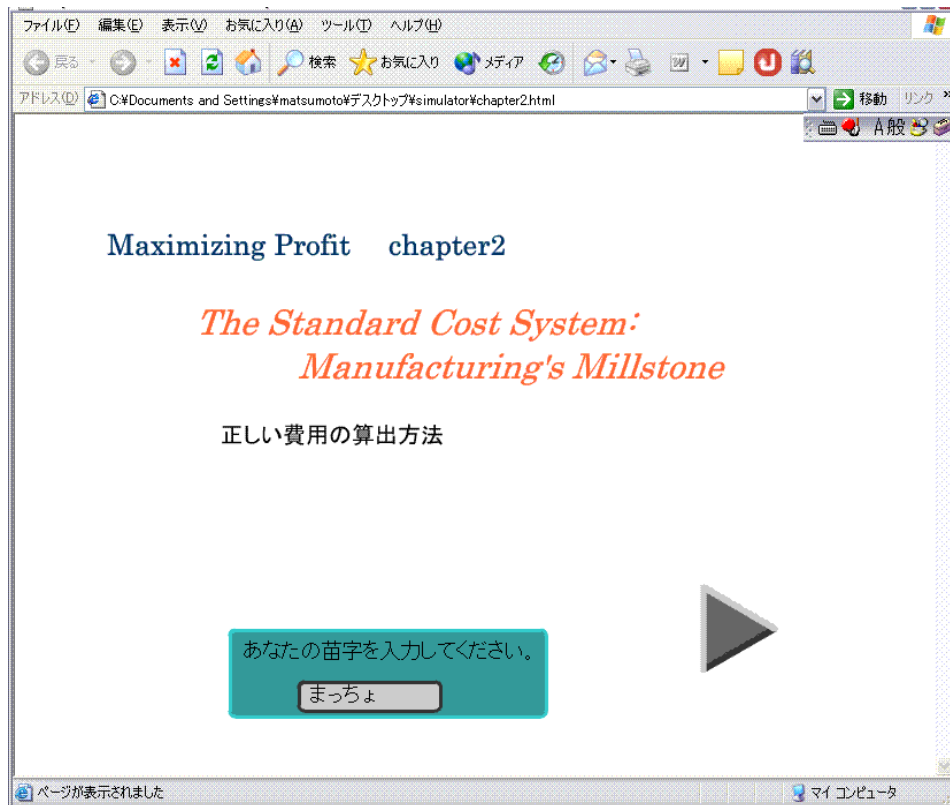 ファイル(F) 編集(E) 表示(V) お気に入り(A) ツール(T) ヘルプ(H)
戻る 検索 お気に入り メディア
アドレス(D) C:¥Documents and Settings¥matsumoto¥デスクトップ¥simulator¥chapter2.html 移動 リンク »
A般
Maximizing Profit chapter2
The Standard Cost System:
Manufacturing's Millstone
正しい費用の算出方法
あなたの苗字を入力してください。
まっちょ
ページが表示されました マイ コンピュータ